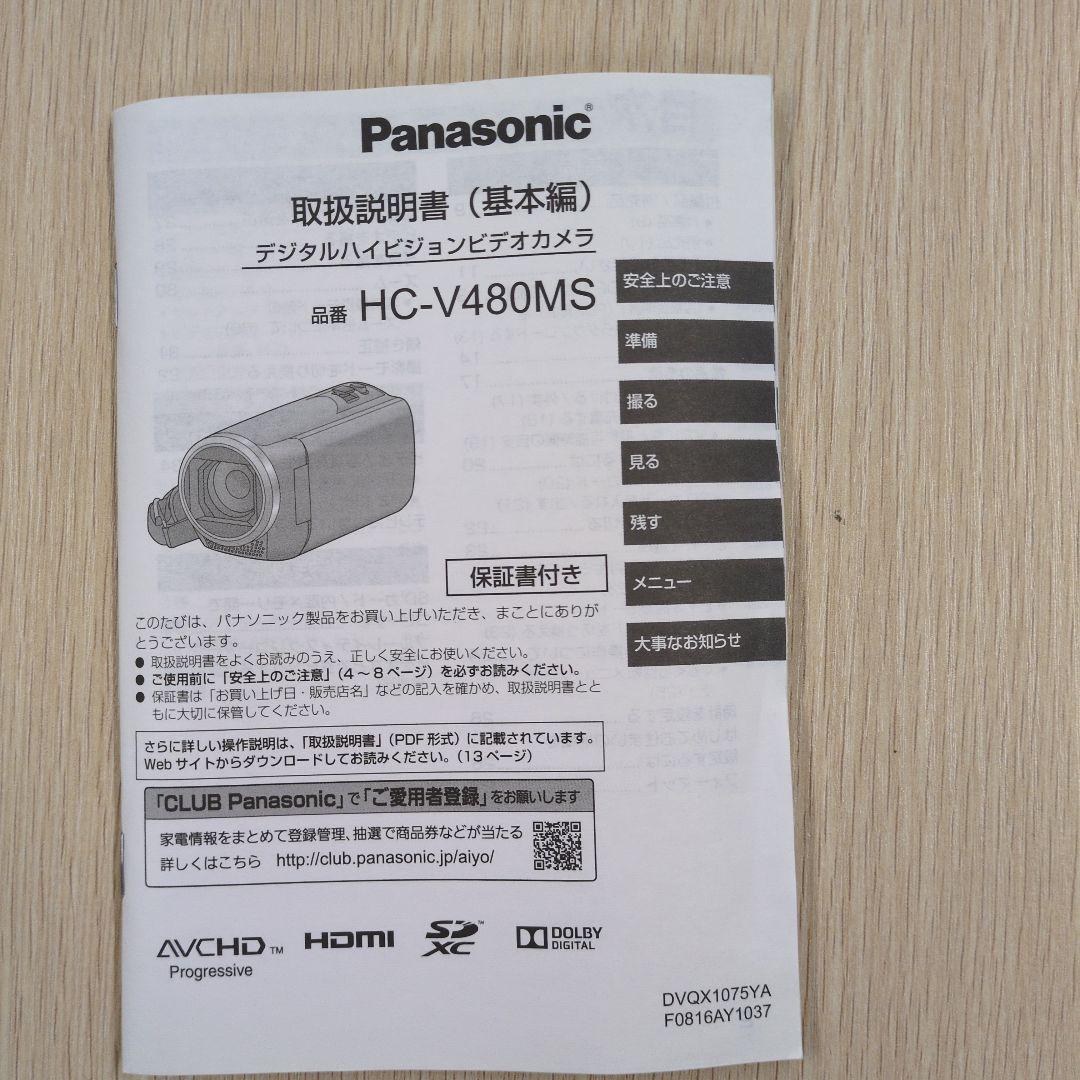 Panasonic®
取扱説明書（基本編）
デジタルハイビジョンビデオカメラ
品番 HC-V480MS
安全上のご注意
準備
撮る
見る
残す
メニュー
大事なお知らせ
保証書付き
このたびは、パナソニック製品をお買い上げいただき、まことにありが
とうございます。
● 取扱説明書をよくお読みのうえ、正しく安全にお使いください。
● ご使用前に「安全上のご注意」（4～8ページ）を必ずお読みください。
● 保証書は「お買い上げ日・販売店名」などの記入を確かめ、取扱説明書とと
もに大切に保管してください。
さらに詳しい操作説明は、「取扱説明書」（PDF形式）に記載されています。
Webサイトからダウンロードしてお読みください。（13ページ）
「CLUB Panasonic」で「ご愛用者登録」をお願いします
家電情報をまとめて登録管理、抽選で商品券などが当たる
詳しくはこちら http://club.panasonic.jp/aiyo/
AVCHD™
Progressive
HDMI
SD™
XC
DOLBY
DIGITAL
DVQX1075YA
F0816AY1037